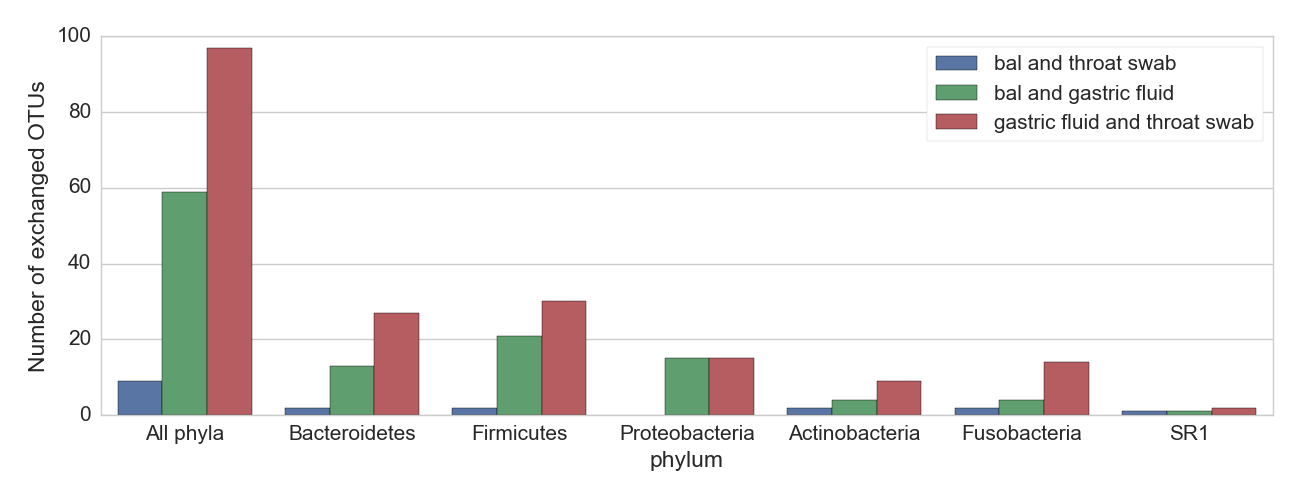 100
80
60
40
20
0
Number of exchanged OTUs
bal and throat swab
bal and gastric fluid
gastric fluid and throat swab
All phyla
Bacteroidetes
Firmicutes
Proteobacteria
Actinobacteria
Fusobacteria
SR1
phylum